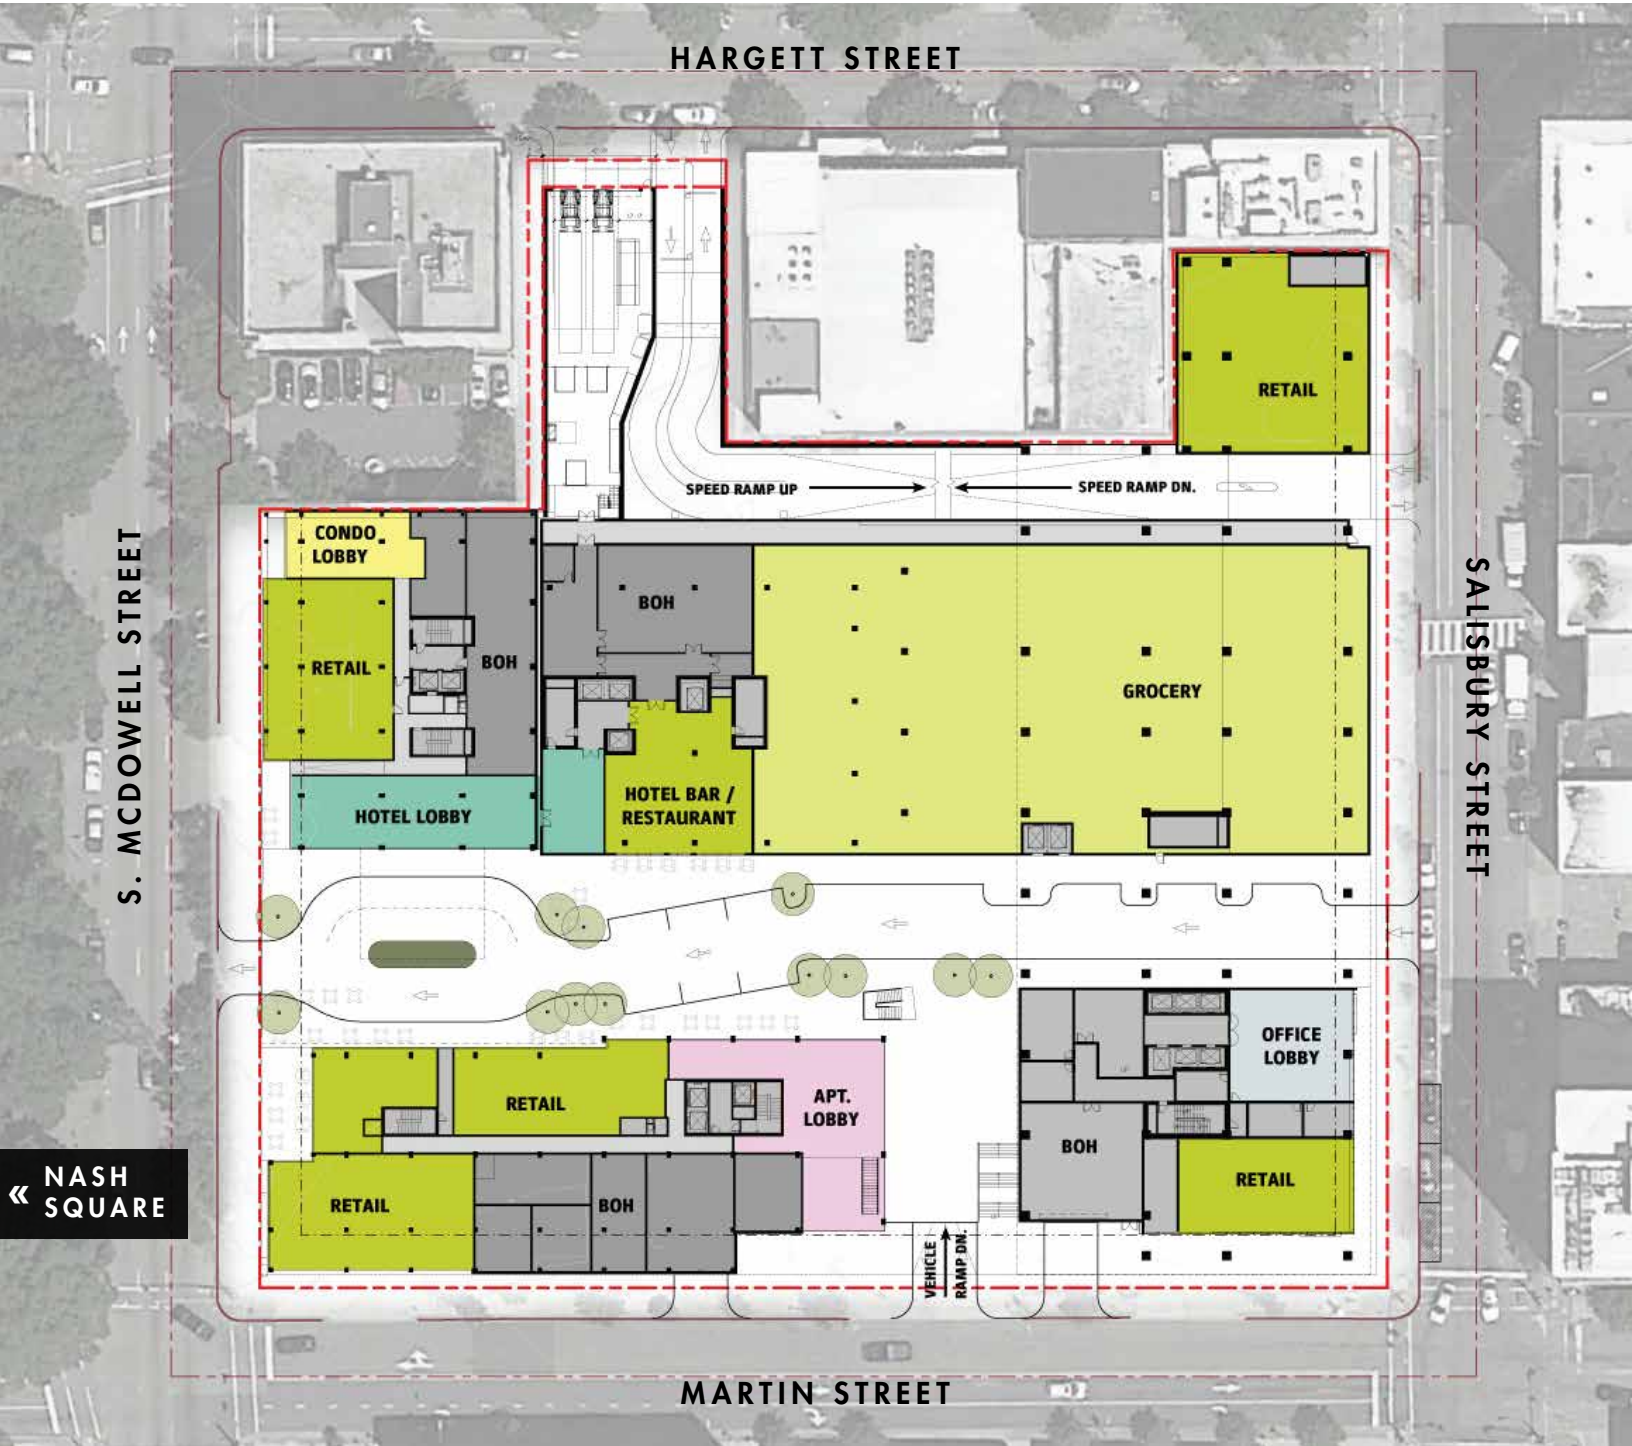 HARGETT STREET
RETAIL
SPEED RAMP UP
SPEED RAMP DN.
CONDO
LOBBY
BOH
RETAIL
BOH
GROCERY
HOTEL LOBBY
HOTEL BAR /
RESTAURANT
S. MCDOWELL STREET
SALISBURY STREET
OFFICE
LOBBY
RETAIL
APT.
LOBBY
BOH
RETAIL
« NASH
SQUARE
RETAIL
BOH
VEHICLE
RAMP DN.
MARTIN STREET